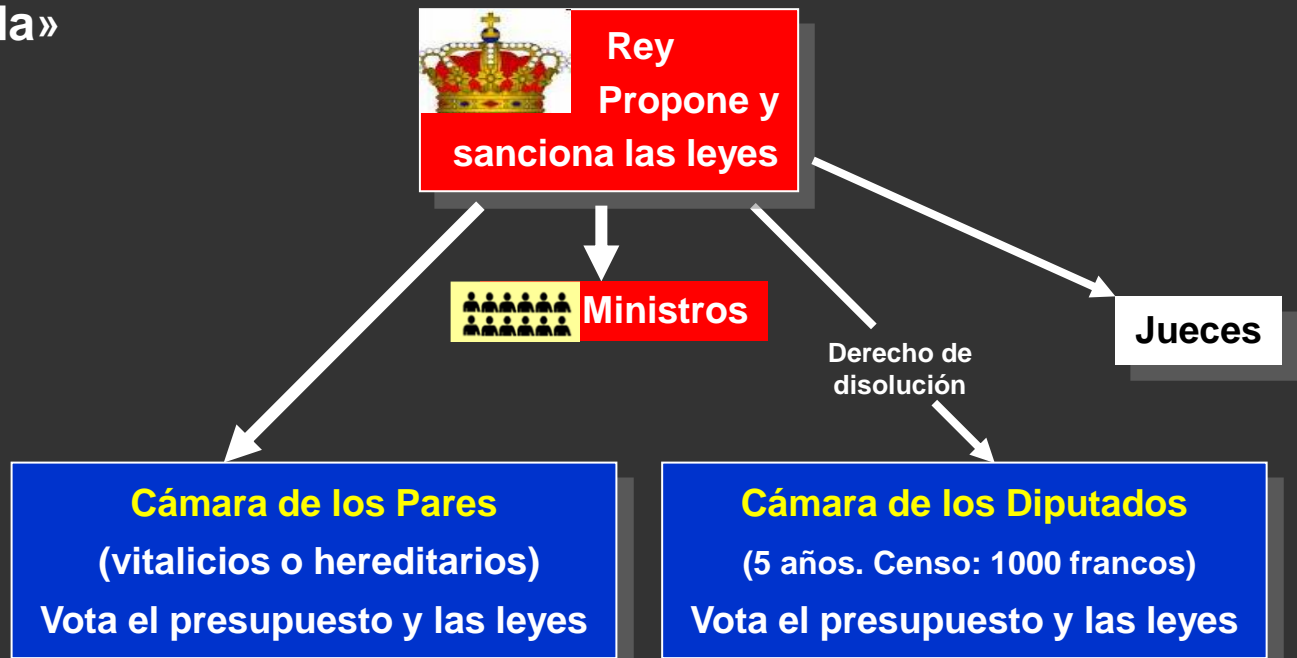 la»
Rey
Propone y
sanciona las leyes
Ministros
Jueces
Derecho de
disolución
Cámara de los Pares
(vitalicios o hereditarios)
Vota el presupuesto y las leyes
Cámara de los Diputados
(5 años. Censo: 1000 francos)
Vota el presupuesto y las leyes